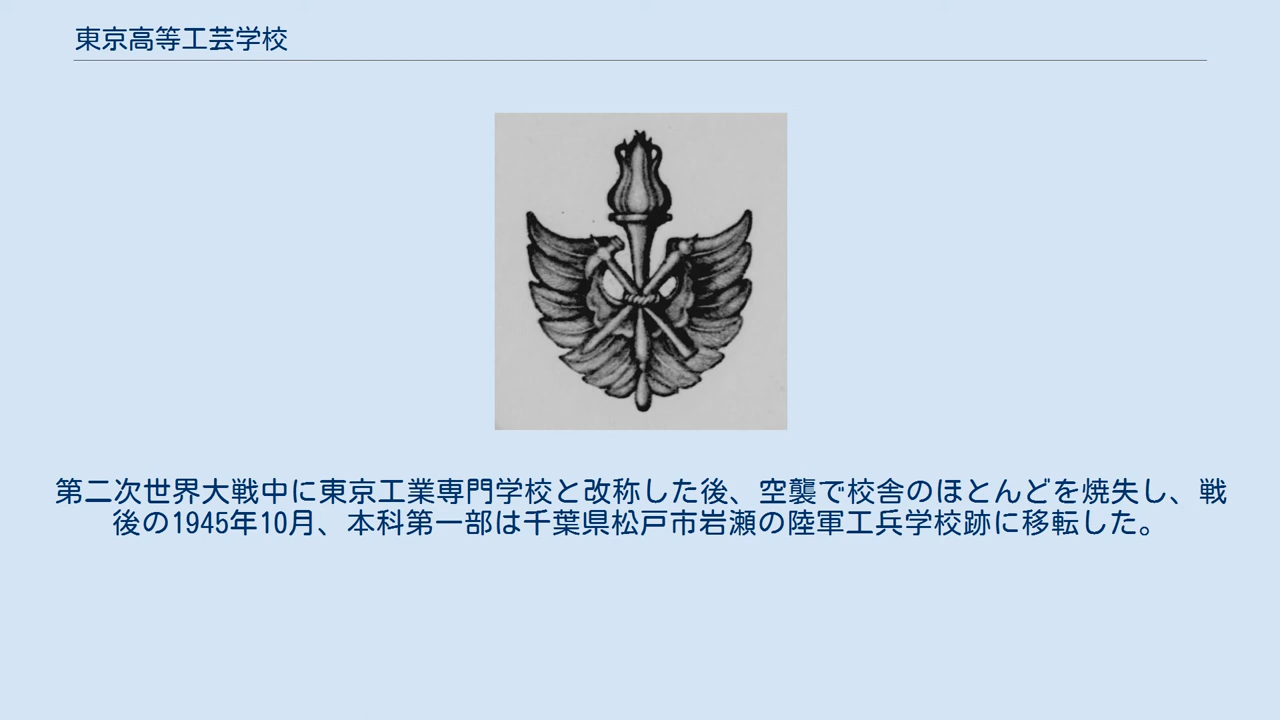 東京高等工芸学校
第二次世界大戦中に東京工業専門学校と改称した後、空襲で校舎のほとんどを焼失し、戦
後の1945年10月、本科第一部は千葉県松戸市岩瀬の陸軍工兵学校跡に移転した。